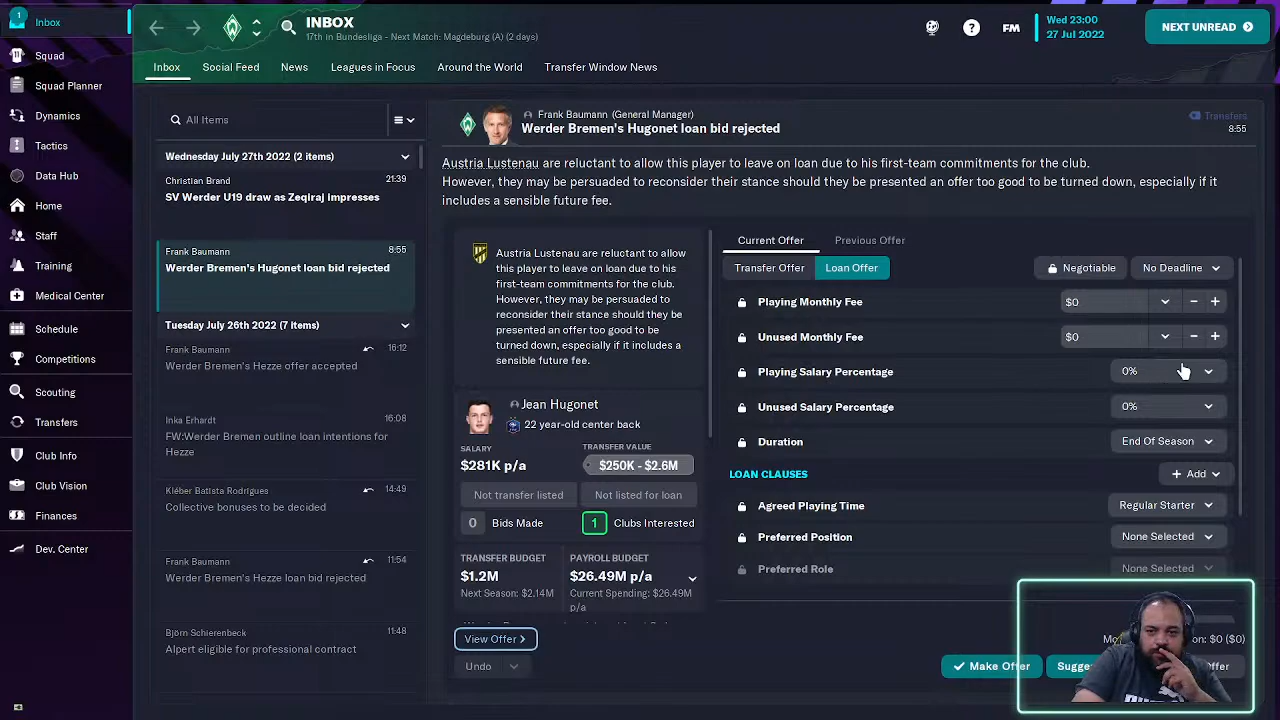 1
Inbox
Squad
Squad Planner
Dynamics
Tactics
Data Hub
Home
Staff
Training
Medical Center
Schedule
Competitions
Scouting
Transfers
Club Info
Club Vision
Finances
Dev. Center
INBOX
17th in Bundesliga - Next Match: Magdeburg (A) (2 days)
FM
Wed 23:00
27 Jul 2022
NEXT UNREAD
Inbox
Social Feed
News
Leagues in Focus
Around the World
Transfer Window News
All Items
Wednesday July 27th 2022 (2 items)
Christian Brand
21:39
SV Werder U19 draw as Zeqiraj impresses
Frank Baumann
8:55
Werder Bremen's Hugonet loan bid rejected
Tuesday July 26th 2022 (7 items)
Frank Baumann
16:12
Werder Bremen's Hezze offer accepted
Inka Erhardt
16:08
FW:Werder Bremen outline loan intentions for
Hezze
Kléber Batista Rodrigues
14:49
Collective bonuses to be decided
Frank Baumann
11:54
Werder Bremen's Hezze loan bid rejected
Björn Schierenbeck
11:48
Alpert eligible for professional contract
Frank Baumann (General Manager)
Werder Bremen's Hugonet loan bid rejected
Transfers
8:55
Austria Lustenau are reluctant to allow this player to leave on loan due to his first-team commitments for the club.
However, they may be persuaded to reconsider their stance should they be presented an offer too good to be turned down, especially if it
includes a sensible future fee.
Austria Lustenau are reluctant to allow
this player to leave on loan due to his
first-team commitments for the club.
However, they may be persuaded to
reconsider their stance should they be
presented an offer too good to be
turned down, especially if it includes a
sensible future fee.
Jean Hugonet
22 year-old center back
SALARY
$281K p/a
TRANSFER VALUE
$250K - $2.6M
Not transfer listed
Not listed for loan
0
Bids Made
1
Clubs Interested
TRANSFER BUDGET
$1.2M
Next Season: $2.14M
PAYROLL BUDGET
$26.49M p/a
Current Spending: $26.49M
p/a
View Offer >
Undo
Current Offer
Previous Offer
Transfer Offer
Loan Offer
Negotiable
No Deadline
Playing Monthly Fee
$0
Unused Monthly Fee
$0
Playing Salary Percentage
0%
Unused Salary Percentage
0%
Duration
End Of Season
LOAN CLAUSES
+ Add
Agreed Playing Time
Regular Starter
Preferred Position
None Selected
Preferred Role
None Selected
on: $0 ($0)
Make Offer